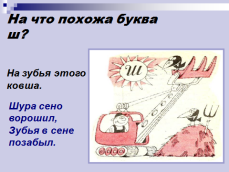 На что похожа буква
ш?
На зубья этого
ковша.
Шура сено
ворошил,
Зубья в сене
позабыл.
Ш